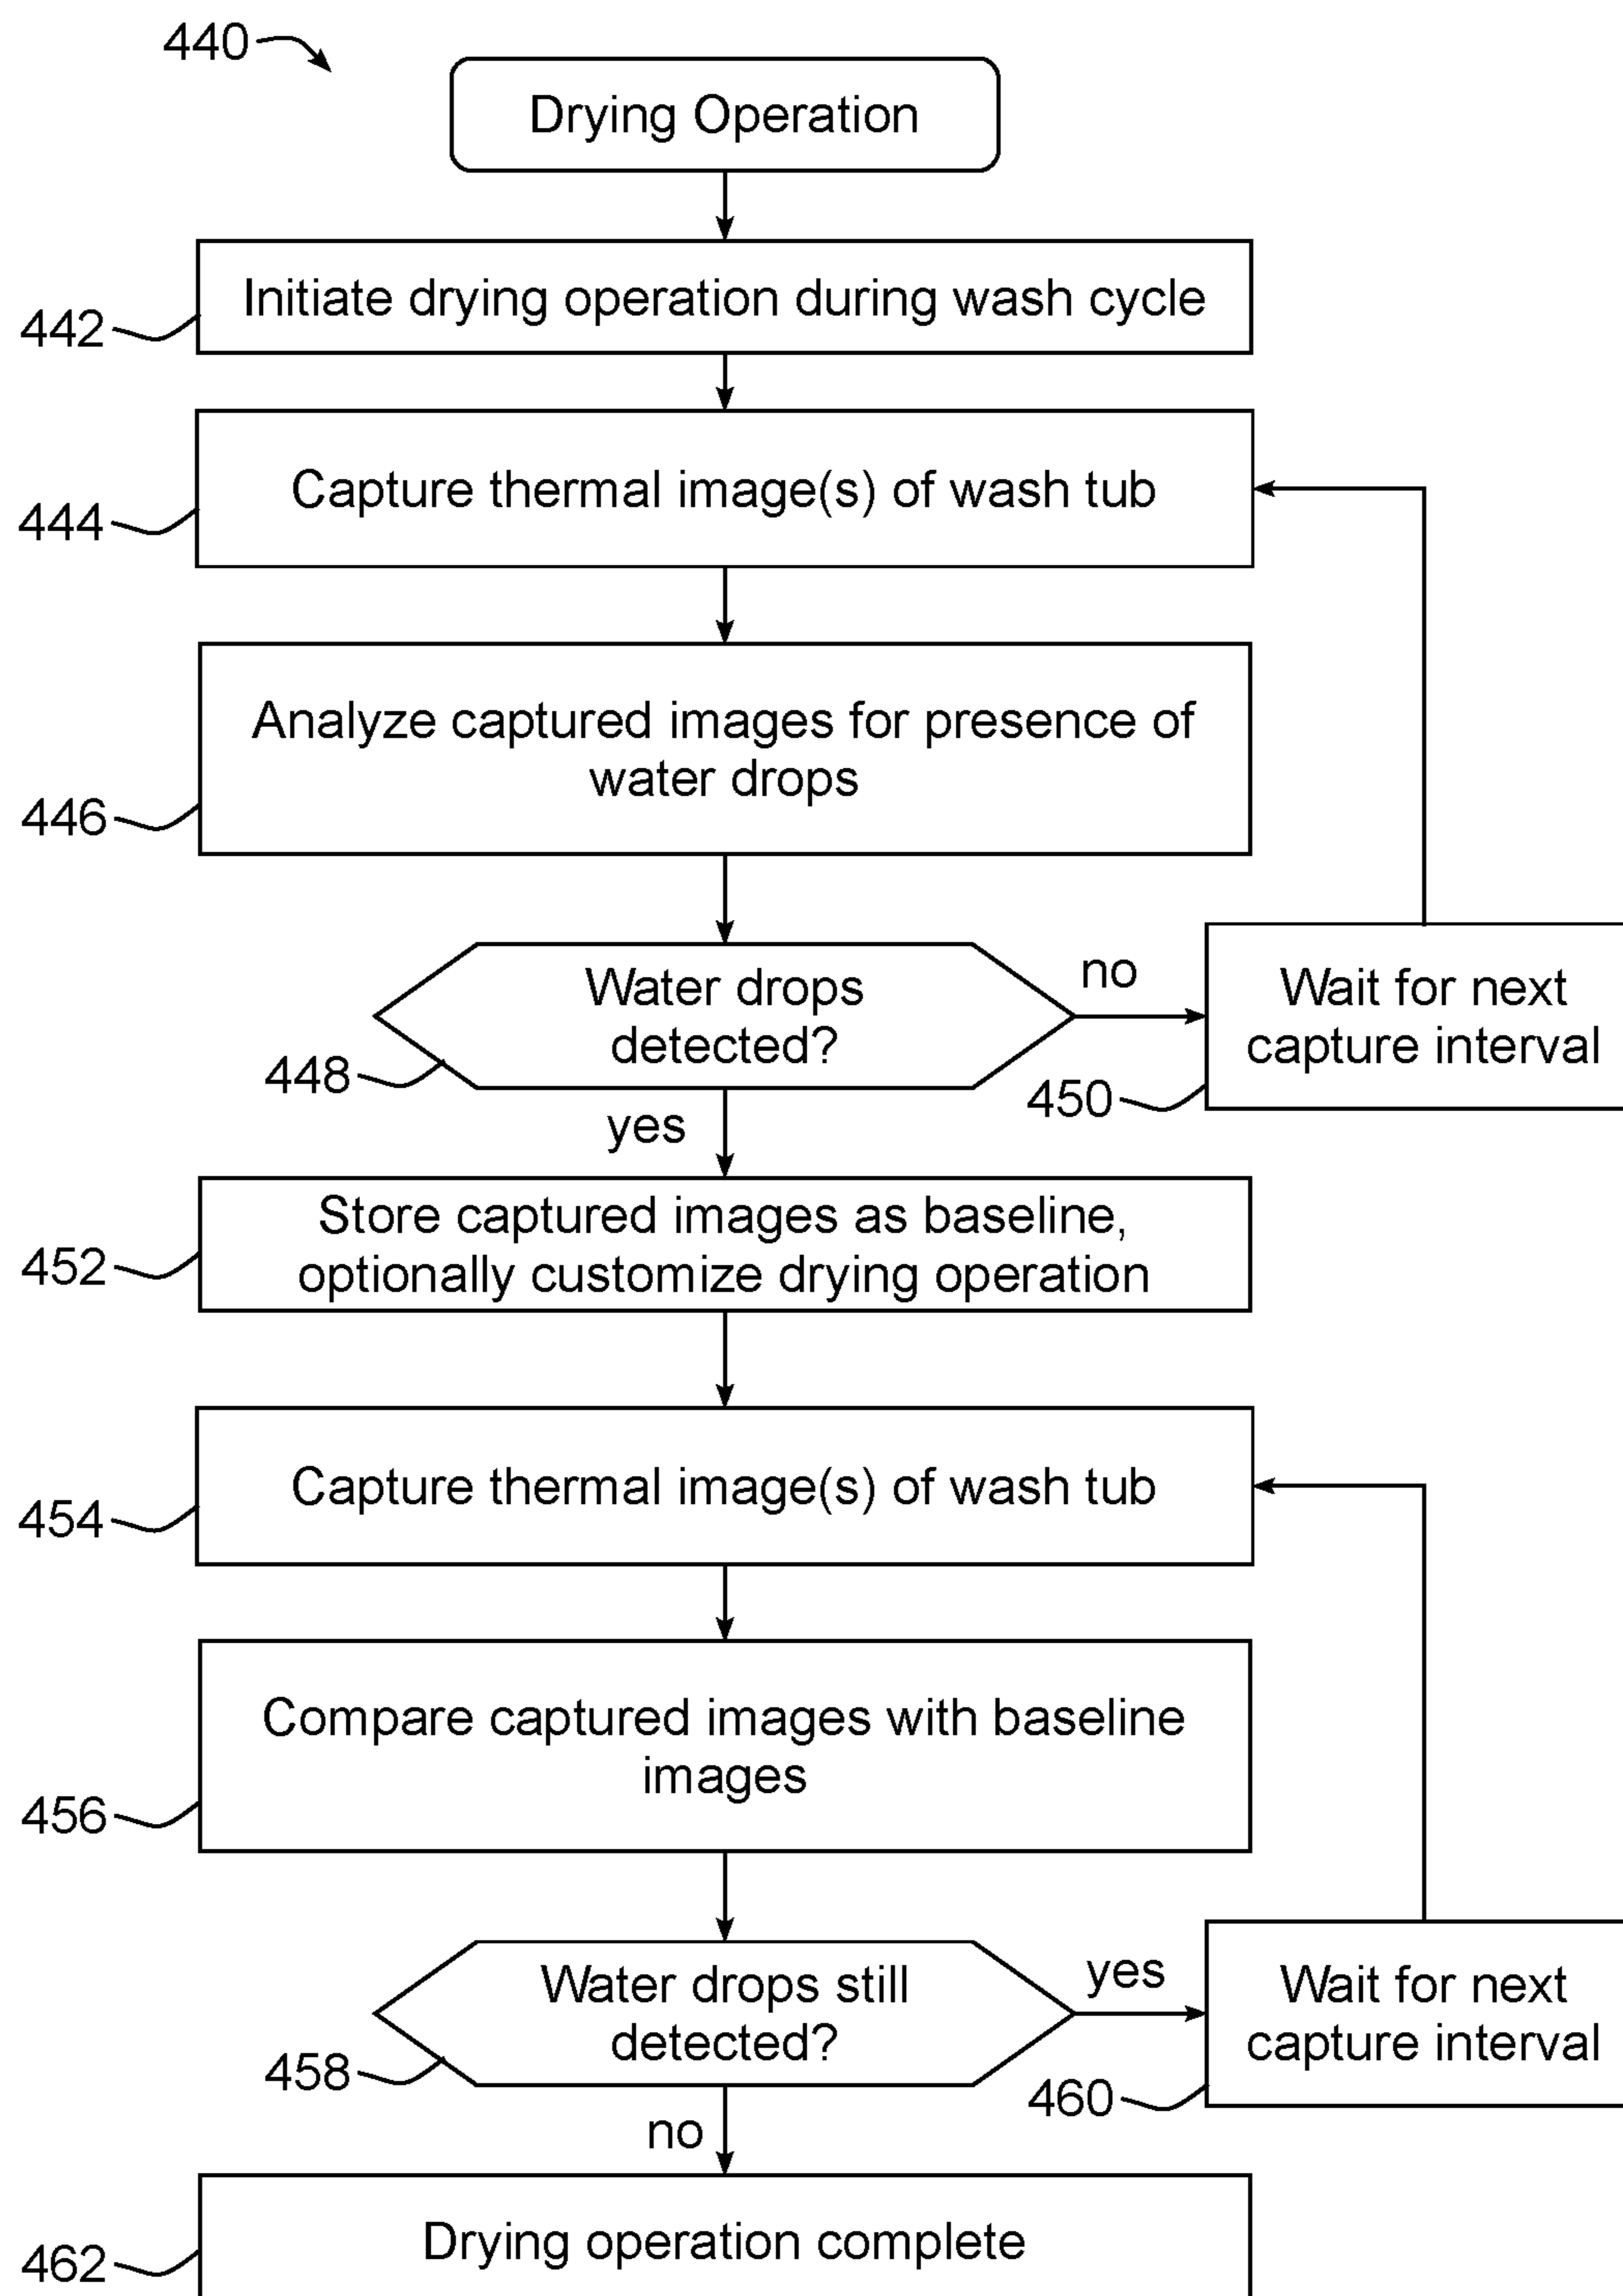 440
Drying Operation
Initiate drying operation during wash cycle
442
Capture thermal image(s) of wash tub
444
Analyze captured images for presence of
water drops
446
Water drops
detected?
448
no
Wait for next
capture interval
450
yes
Store captured images as baseline,
optionally customize drying operation
452
Capture thermal image(s) of wash tub
454
Compare captured images with baseline
images
456
Water drops still
detected?
458
yes
Wait for next
capture interval
460
no
Drying operation complete
462